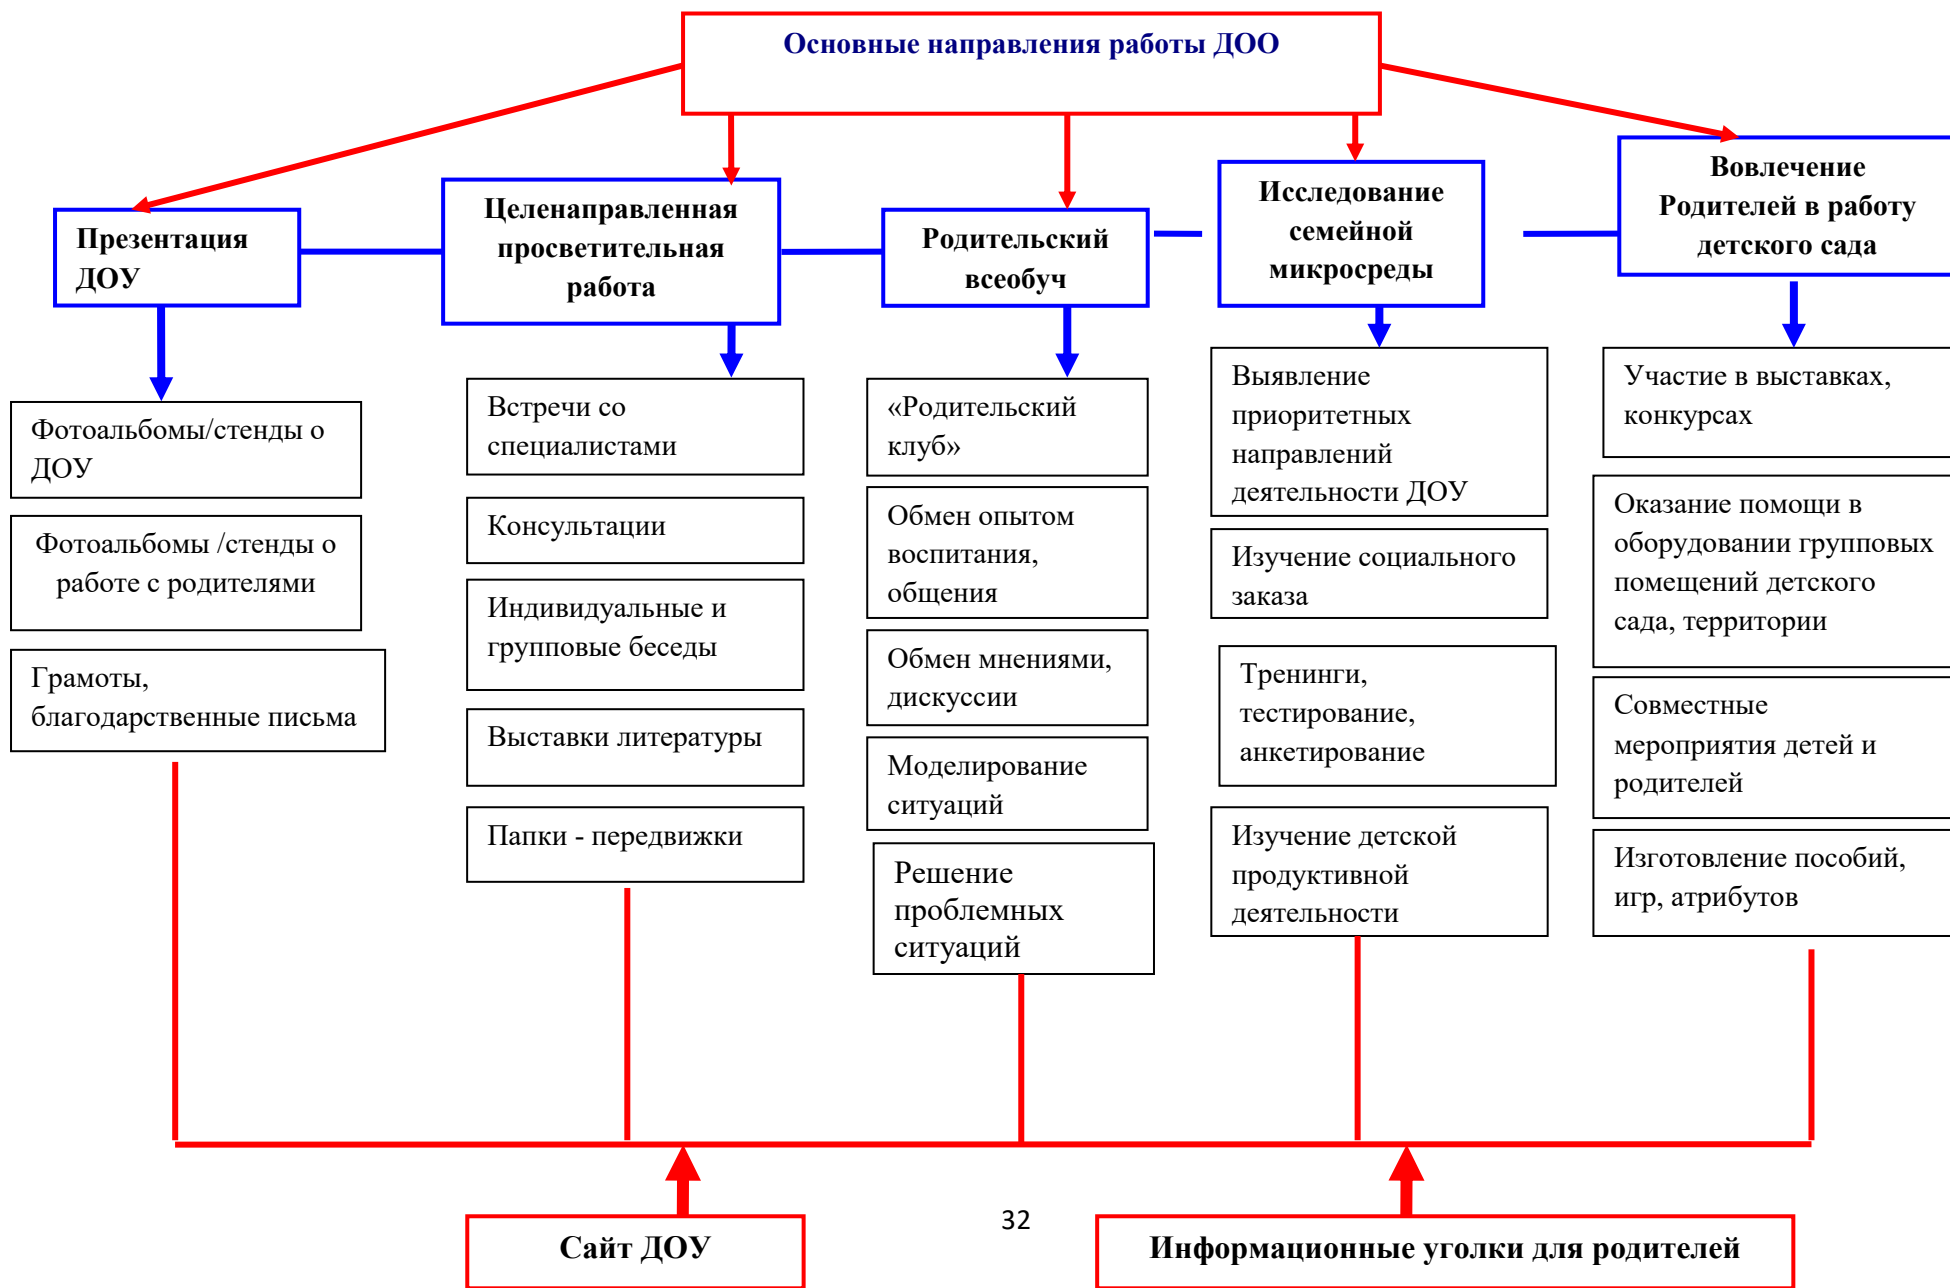 Основные направления работы ДОО
Презентация
ДОУ
Целенаправленная
просветительная
работа
Родительский
всеобуч
Исследование
семейной
микросреды
Вовлечение
Родителей в работу
детского сада
Фотоальбомы/стенды о
ДОУ
Фотоальбомы /стенды о
работе с родителями
Грамоты,
благодарственные письма
Встречи со
специалистами
Консультации
Индивидуальные и
групповые беседы
Выставки литературы
Папки - передвижки
«Родительский
клуб»
Обмен опытом
воспитания,
общения
Обмен мнениями,
дискуссии
Моделирование
ситуаций
Решение
проблемных
ситуаций
Выявление
приоритетных
направлений
деятельности ДОУ
Изучение социального
заказа
Тренинги,
тестирование,
анкетирование
Изучение детской
продуктивной
деятельности
Участие в выставках,
конкурсах
Оказание помощи в
оборудовании групповых
помещений детского
сада, территории
Совместные
мероприятия детей и
родителей
Изготовление пособий,
игр, атрибутов
32
Сайт ДОУ
Информационные уголки для родителей